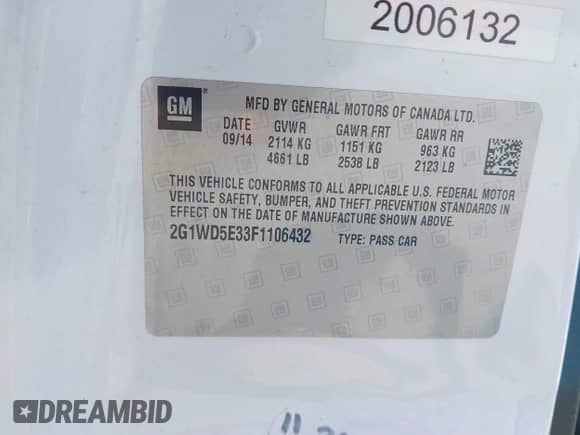 2006132
GM
MFD BY GENERAL MOTORS OF CANADA LTD.
DATE GVWR GAWR FRT GAWR RR
09/14 2114 KG 1151 KG 963 KG
4661 LB 2538 LB 2123 LB
THIS VEHICLE CONFORMS TO ALL APPLICABLE U.S. FEDERAL MOTOR
VEHICLE SAFETY, BUMPER, AND THEFT PREVENTION STANDARDS IN
EFFECT ON THE DATE OF MANUFACTURE SHOWN ABOVE.
2G1WD5E33F1106432 TYPE: PASS CAR
DREAMBID